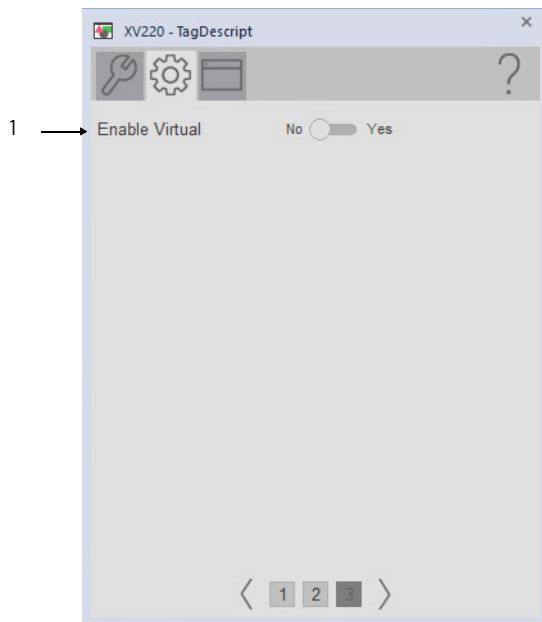 XV220 - TagDescript
?
1 Enable Virtual No Yes
1 2 3